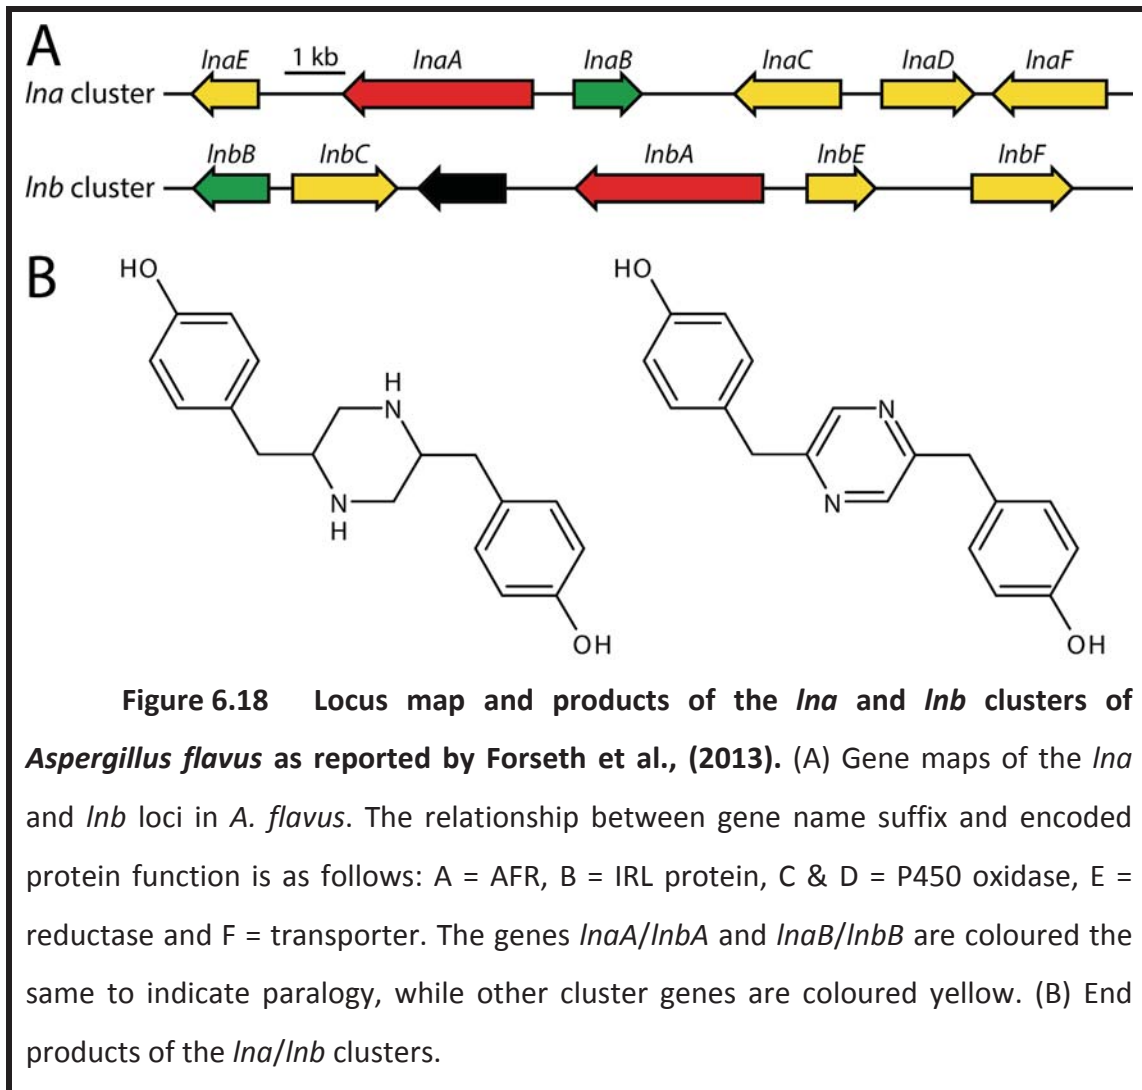 A
lnaE 1 kb lnaA lnaB lnaC lnaD lnaF
lna cluster
lnbB lnbC lnbA lnbE lnbF
lnb cluster
B
HO HO
H
N N
N N
H
OH OH
Figure 6.18 Locus map and products of the lna and lnb clusters of
Aspergillus flavus as reported by Forseth et al., (2013). (A) Gene maps of the lna
and lnb loci in A. flavus. The relationship between gene name suffix and encoded
protein function is as follows: A = AFR, B = IRL protein, C & D = P450 oxidase, E =
reductase and F = transporter. The genes lnaA/lnbA and lnaB/lnbB are coloured the
same to indicate paralogy, while other cluster genes are coloured yellow. (B) End
products of the lna/lnb clusters.